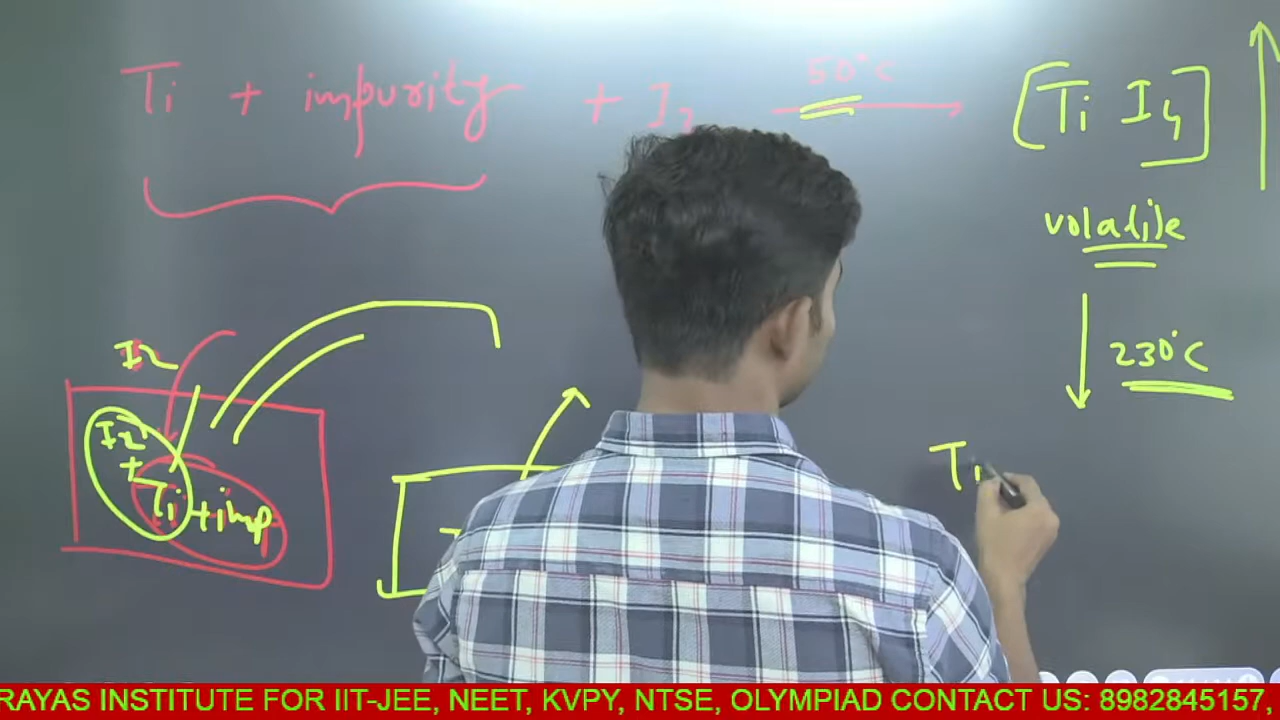 Ti + impurity + I2 50°C [Ti I4]
volatile
230°C
I2
I2
+
Ti + imp
Ti
RAYAS INSTITUTE FOR IIT-JEE, NEET, KVPY, NTSE, OLYMPIAD CONTACT US: 8982845157,